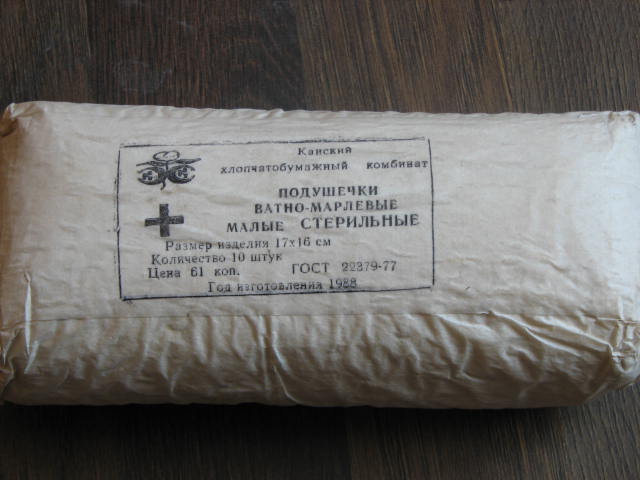 Канский
хлопчатобумажный комбинат
ПОДУШЕЧКИ
ВАТНО-МАРЛЕВЫЕ
МАЛЫЕ СТЕРИЛЬНЫЕ
Размер изделия 17х16 см
Количество 10 штук
Цена 61 коп. ГОСТ 22379-77
Год изготовления 1988